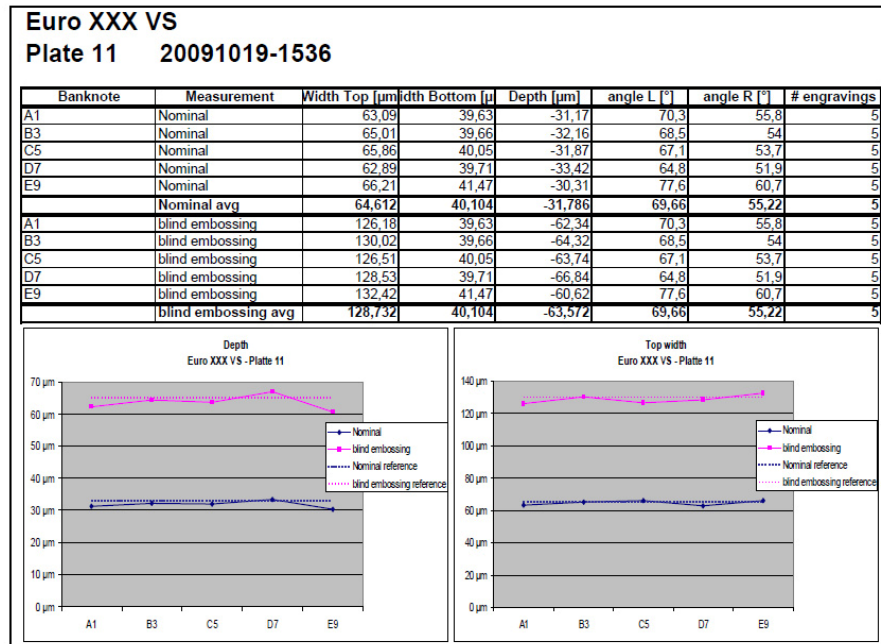 Euro XXX VS
Plate 11 20091019-1536
Banknote Measurement Width Top [µm idth Bottom [µ Depth [µm] angle L [°] angle R [°] # engravings
A1 Nominal 63,09 39,63 -31,17 70,3 55,8 5
B3 Nominal 65,01 39,66 -32,16 68,5 54 5
C5 Nominal 65,86 40,05 -31,87 67,1 53,7 5
D7 Nominal 62,89 39,71 -33,42 64,8 51,9 5
E9 Nominal 66,21 41,47 -30,31 77,6 60,7 5
Nominal avg 64,612 40,104 -31,786 69,66 55,22 5
A1 blind embossing 126,18 39,63 -62,34 70,3 55,8 5
B3 blind embossing 130,02 39,66 -64,32 68,5 54 5
C5 blind embossing 126,51 40,05 -63,74 67,1 53,7 5
D7 blind embossing 128,53 39,71 -66,84 64,8 51,9 5
E9 blind embossing 132,42 41,47 -60,62 77,6 60,7 5
blind embossing avg 128,732 40,104 -63,572 69,66 55,22 5
Depth
Euro XXX VS - Platte 11
70 µm
60 µm
50 µm
40 µm
30 µm
20 µm
10 µm
0 µm
A1 B3 C5 D7 E9
Nominal
blind embossing
Nominal reference
blind embossing reference
Top width
Euro XXX VS - Platte 11
140 µm
120 µm
100 µm
80 µm
60 µm
40 µm
20 µm
0 µm
A1 B3 C5 D7 E9
Nominal
blind embossing
Nominal reference
blind embossing reference